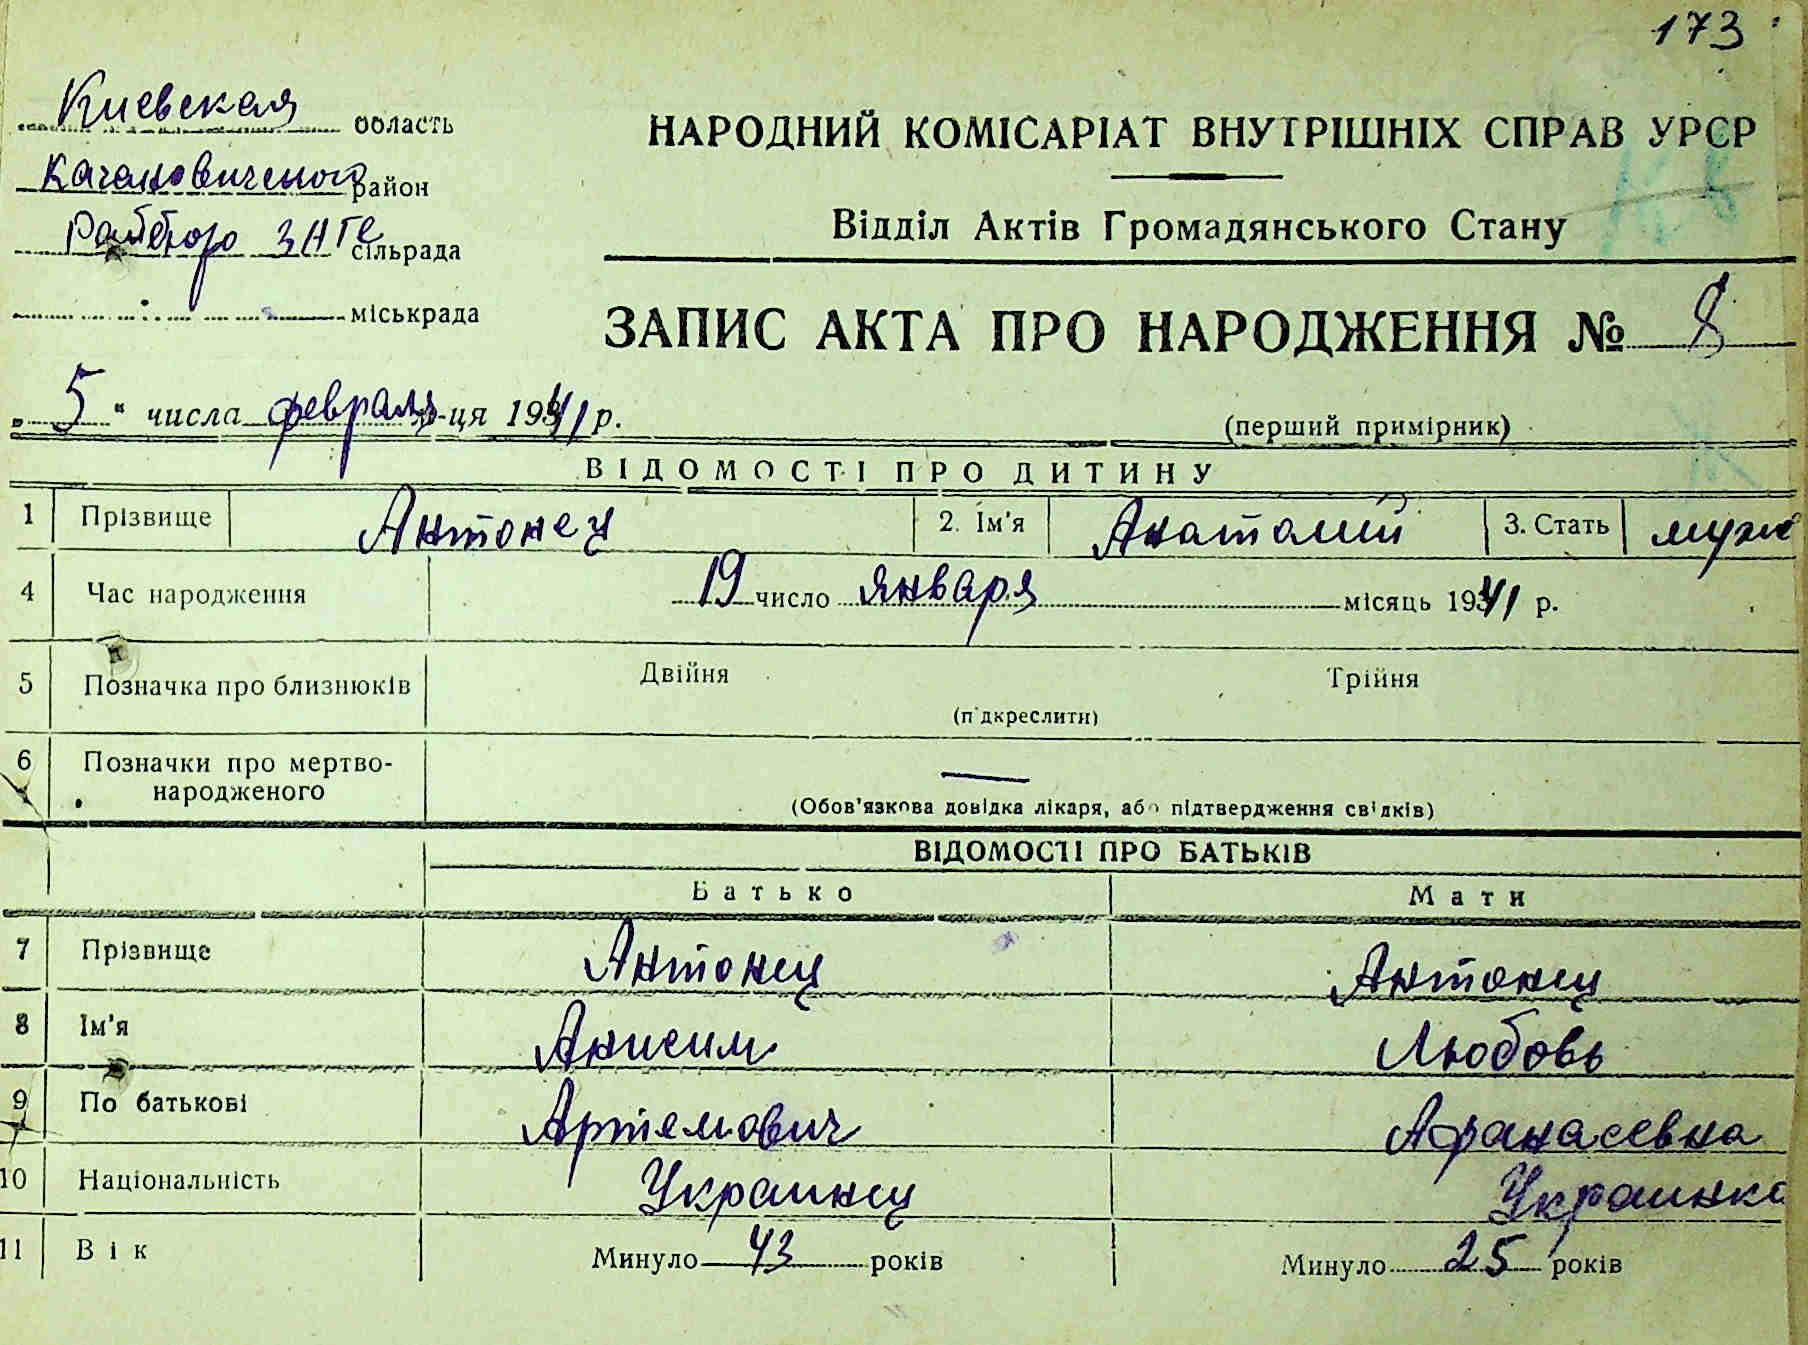 173
Киевская область
Кагановичского район
Райбюро ЗАГС сільрада
міськрада
НАРОДНИЙ КОМІСАРІАТ ВНУТРІШНІХ СПРАВ УРСР
Відділ Актів Громадянського Стану
ЗАПИС АКТА ПРО НАРОДЖЕННЯ № 8
„5“ числа февраля м-ця 1941 р.
(перший примірник)
ВІДОМОСТІ ПРО ДИТИНУ
1 Прізвище Антонец 2. Ім'я Анатолий 3. Стать муж
4 Час народження 19 число января місяць 1941 р.
5 Позначка про близнюків Двійня Трійня
(підкреслити)
6 Позначки про мертво-
народженого
(Обов'язкова довідка лікаря, або підтвердження свідків)
ВІДОМОСТІ ПРО БАТЬКІВ
Батько Мати
7 Прізвище Антонец Антонец
8 Ім'я Анисим Любовь
9 По батькові Артемович Афанасевна
10 Національність Украинец Украинка
11 Вік Минуло 43 років Минуло 25 років